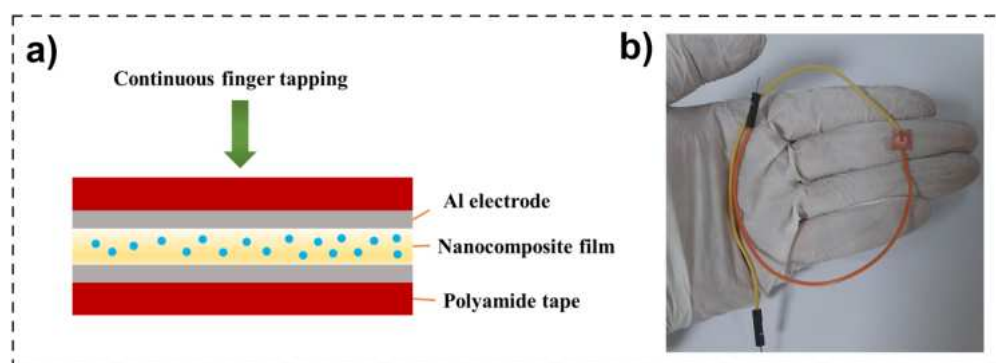 a)
Continuous finger tapping
Al electrode
Nanocomposite film
Polyamide tape
b)